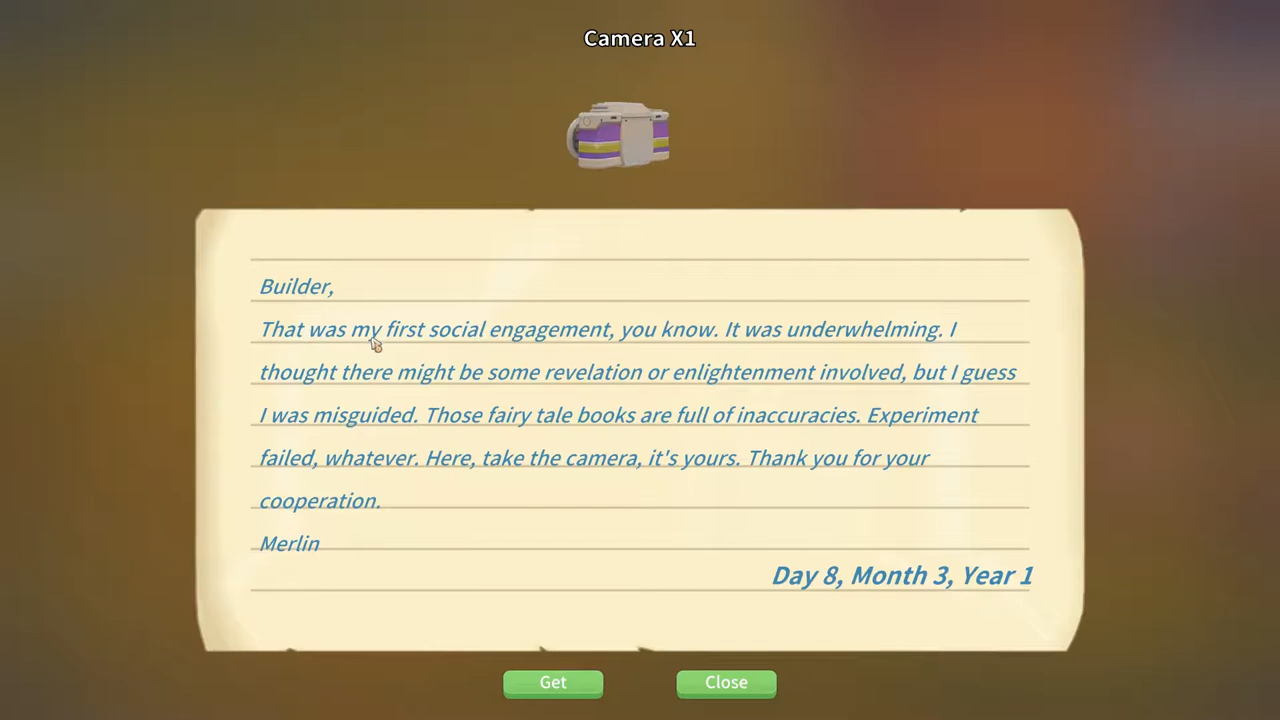 Camera X1
Builder,
That was my first social engagement, you know. It was underwhelming. I
thought there might be some revelation or enlightenment involved, but I guess
I was misguided. Those fairy tale books are full of inaccuracies. Experiment
failed, whatever. Here, take the camera, it's yours. Thank you for your
cooperation.
Merlin
Day 8, Month 3, Year 1
Get Close